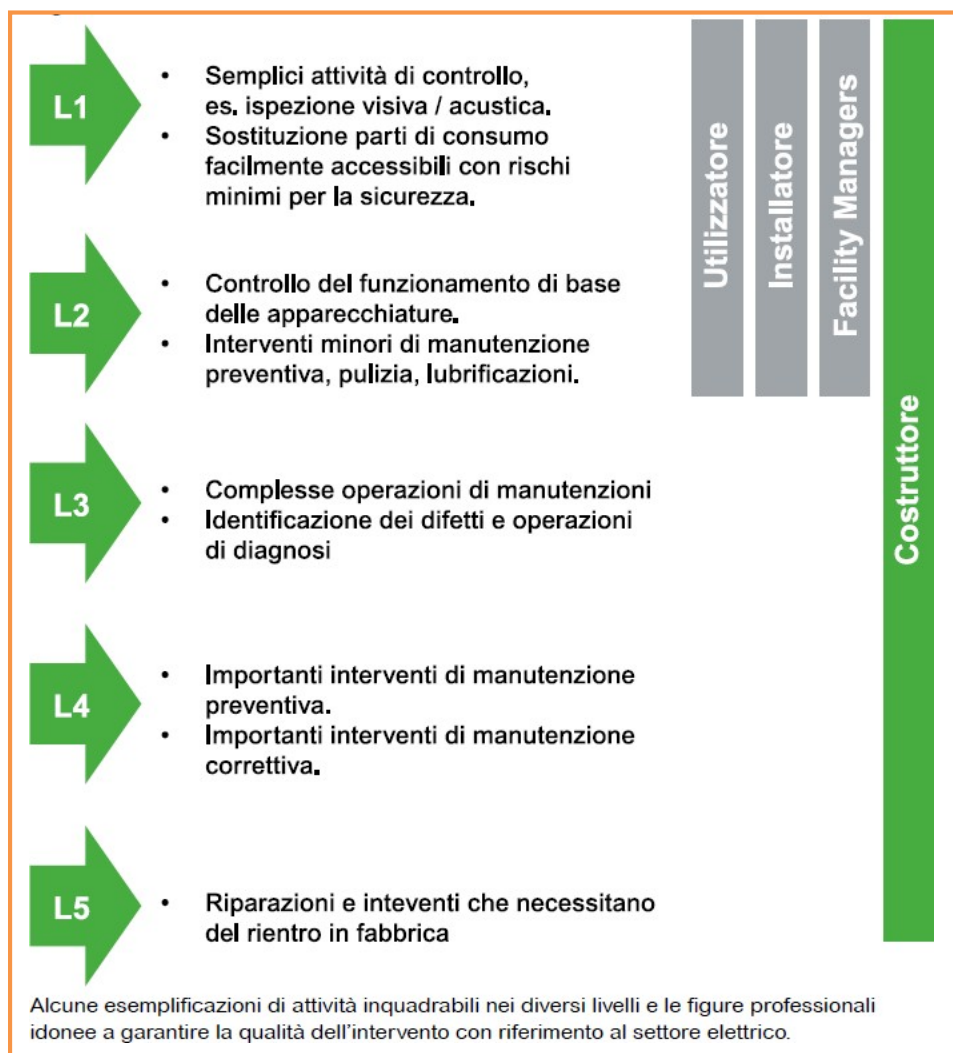 L1
• Semplici attività di controllo,
es. ispezione visiva / acustica.
• Sostituzione parti di consumo
facilmente accessibili con rischi
minimi per la sicurezza.
L2
• Controllo del funzionamento di base
delle apparecchiature.
• Interventi minori di manutenzione
preventiva, pulizia, lubrificazioni.
L3
• Complesse operazioni di manutenzioni
• Identificazione dei difetti e operazioni
di diagnosi
L4
• Importanti interventi di manutenzione
preventiva.
• Importanti interventi di manutenzione
correttiva.
L5
• Riparazioni e inteventi che necessitano
del rientro in fabbrica
Utilizzatore
Installatore
Facility Managers
Costruttore
Alcune esemplificazioni di attività inquadrabili nei diversi livelli e le figure professionali
idonee a garantire la qualità dell'intervento con riferimento al settore elettrico.